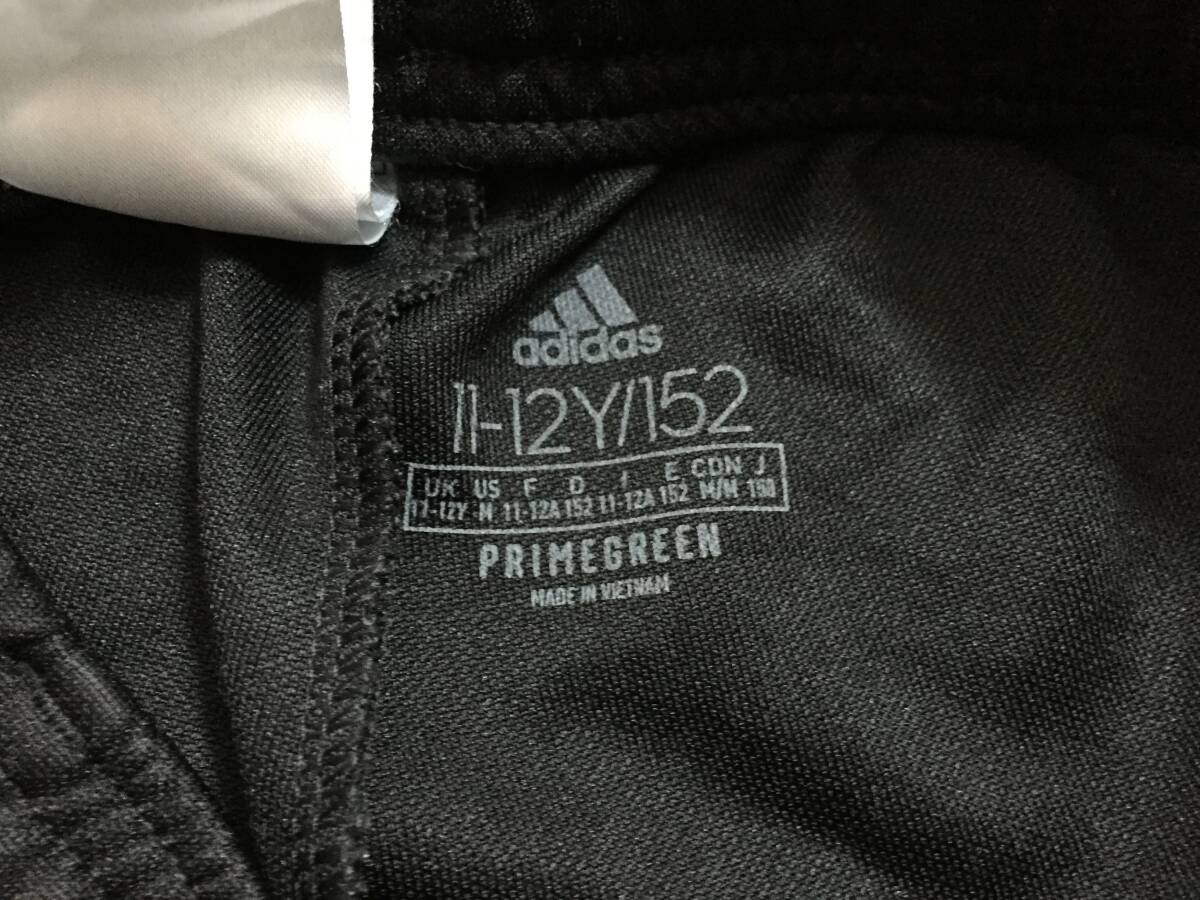 adidas
11-12Y/152
UK US F D I E CDN J
11-12Y M 11-12A 152 11-12A 152 M/M 150
PRIMEGREEN
MADE IN VIETNAM